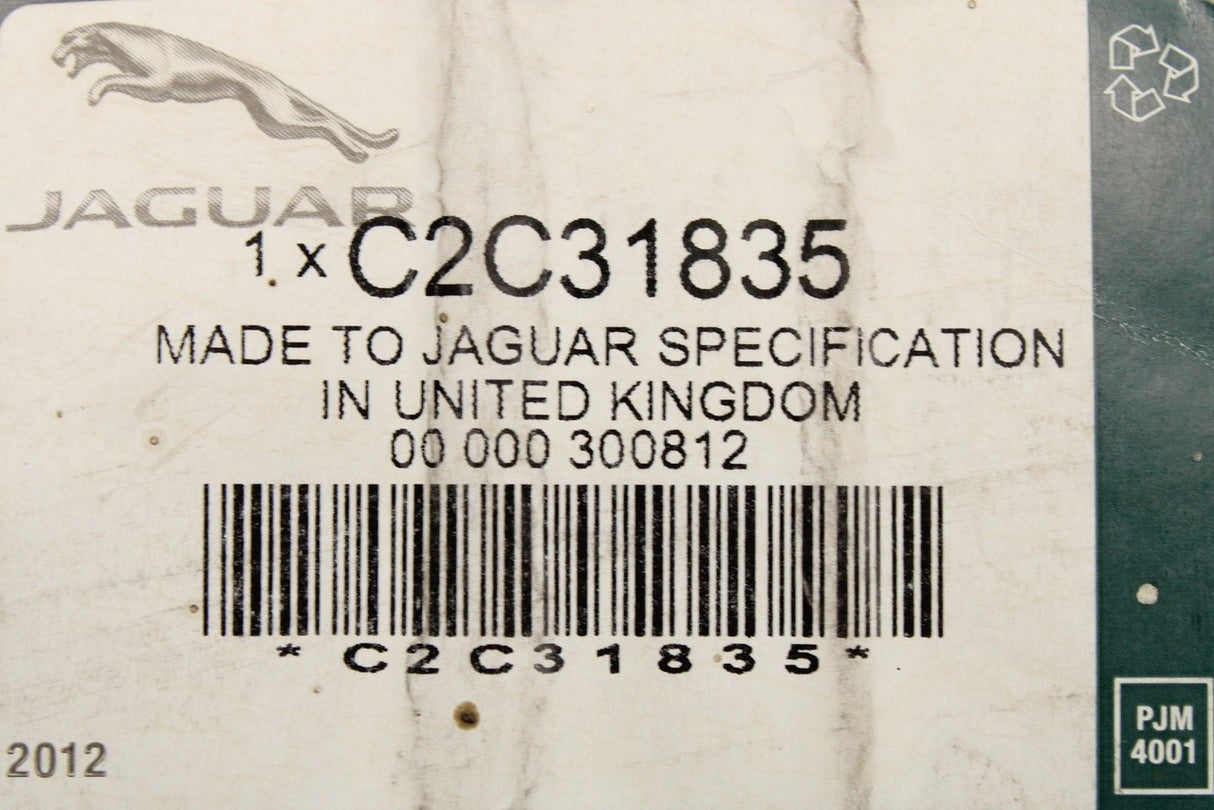 JAGUAR
1 x C2C31835
MADE TO JAGUAR SPECIFICATION
IN UNITED KINGDOM
00 000 300812
*C2C31835*
2012
PJM
4001